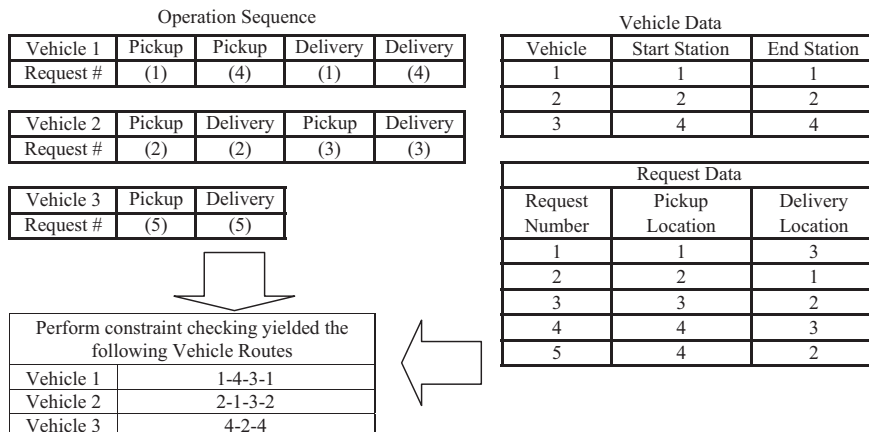 Operation Sequence
Vehicle 1 Pickup Pickup Delivery Delivery
Request # (1) (4) (1) (4)
Vehicle 2 Pickup Delivery Pickup Delivery
Request # (2) (2) (3) (3)
Vehicle 3 Pickup Delivery
Request # (5) (5)
Perform constraint checking yielded the
following Vehicle Routes
Vehicle 1 1-4-3-1
Vehicle 2 2-1-3-2
Vehicle 3 4-2-4
Vehicle Data
Vehicle Start Station End Station
1 1 1
2 2 2
3 4 4
Request Data
Request Pickup Delivery
Number Location Location
1 1 3
2 2 1
3 3 2
4 4 3
5 4 2